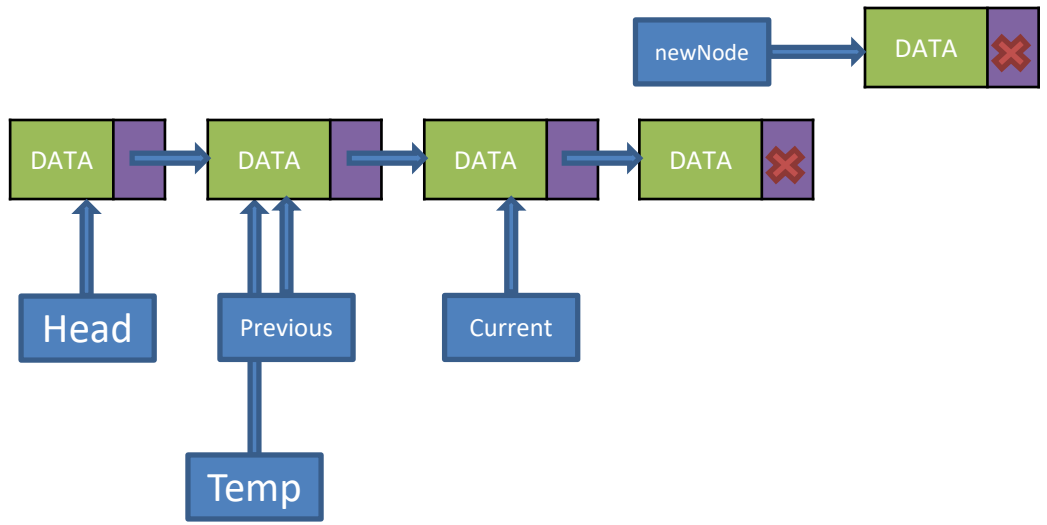 newNode
DATA
DATA
DATA
DATA
DATA
Head
Previous
Current
Temp